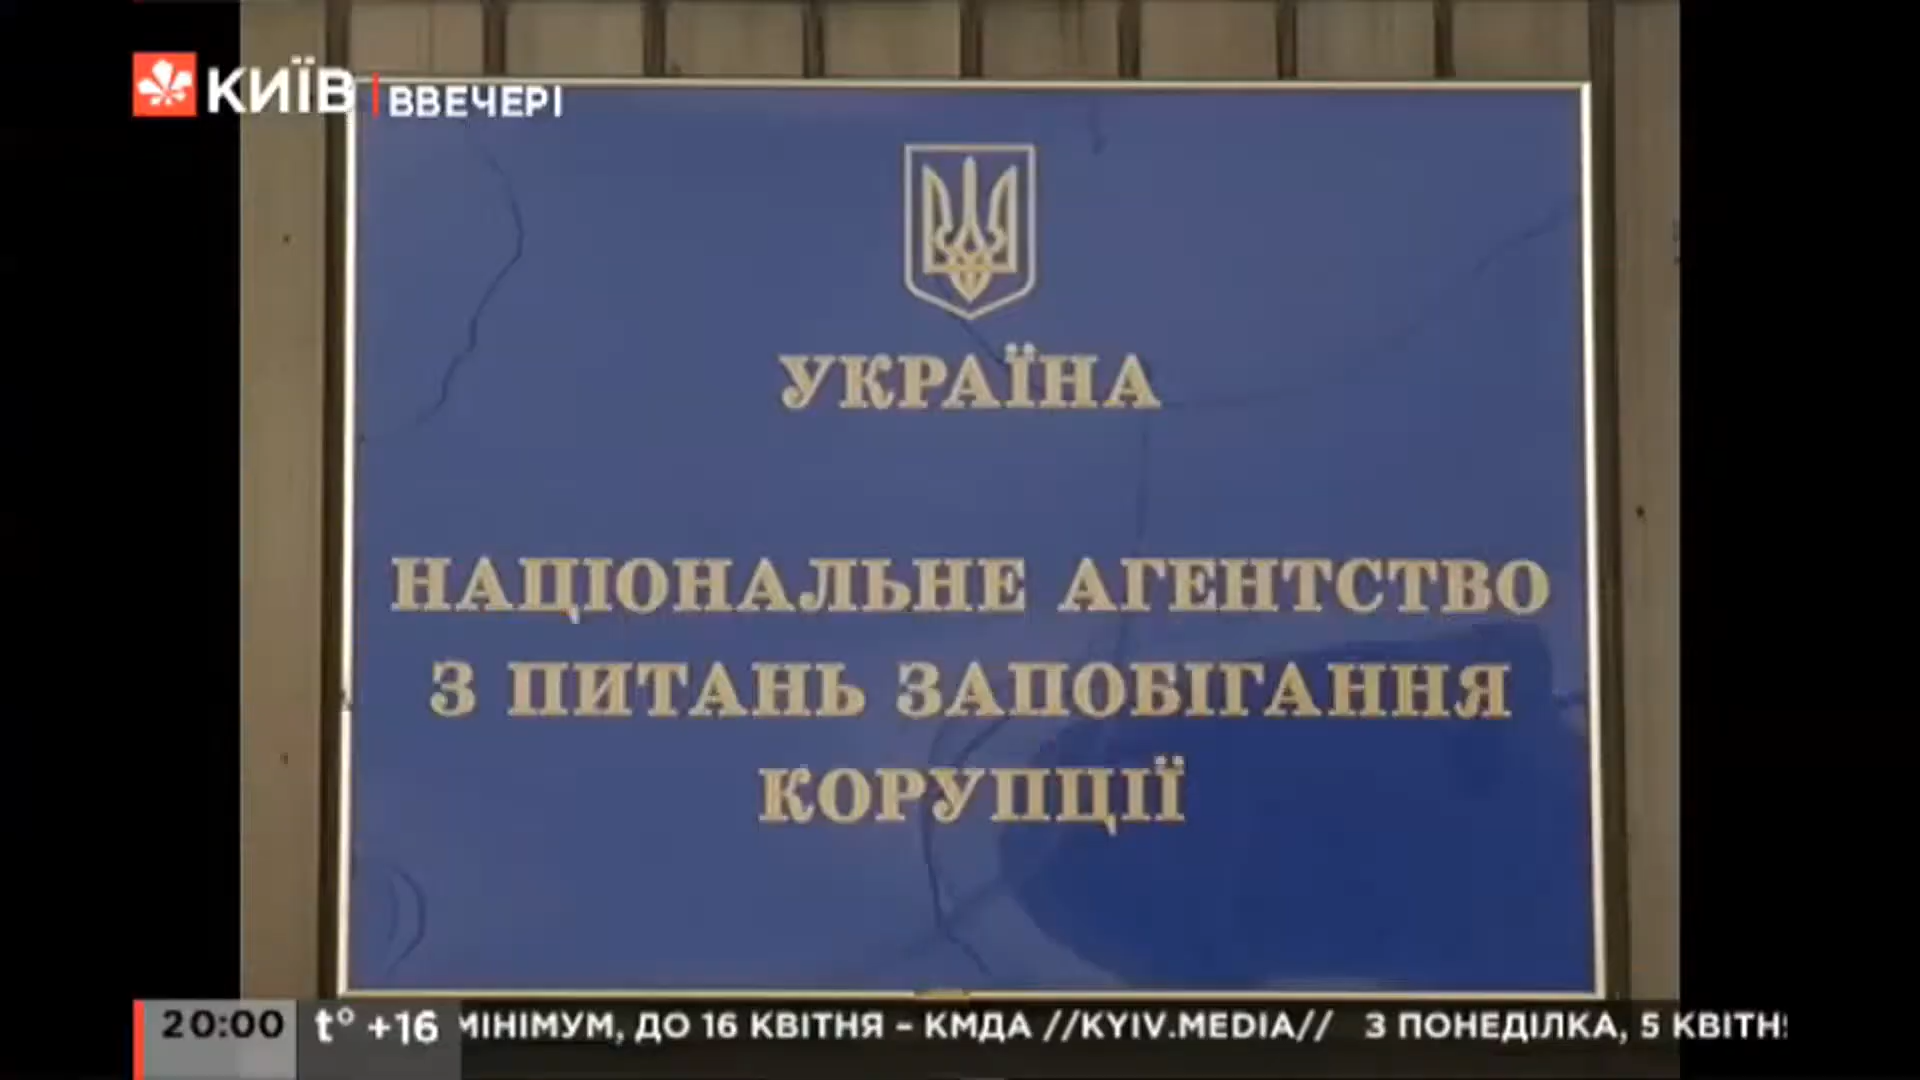 КИЇВ ВВЕЧЕРІ
УКРАЇНА
НАЦІОНАЛЬНЕ АГЕНТСТВО
З ПИТАНЬ ЗАПОБІГАННЯ
КОРУПЦІЇ
20:00 t° +16 МІНІМУМ, ДО 16 КВІТНЯ – КМДА //KYIV.MEDIA// З ПОНЕДІЛКА, 5